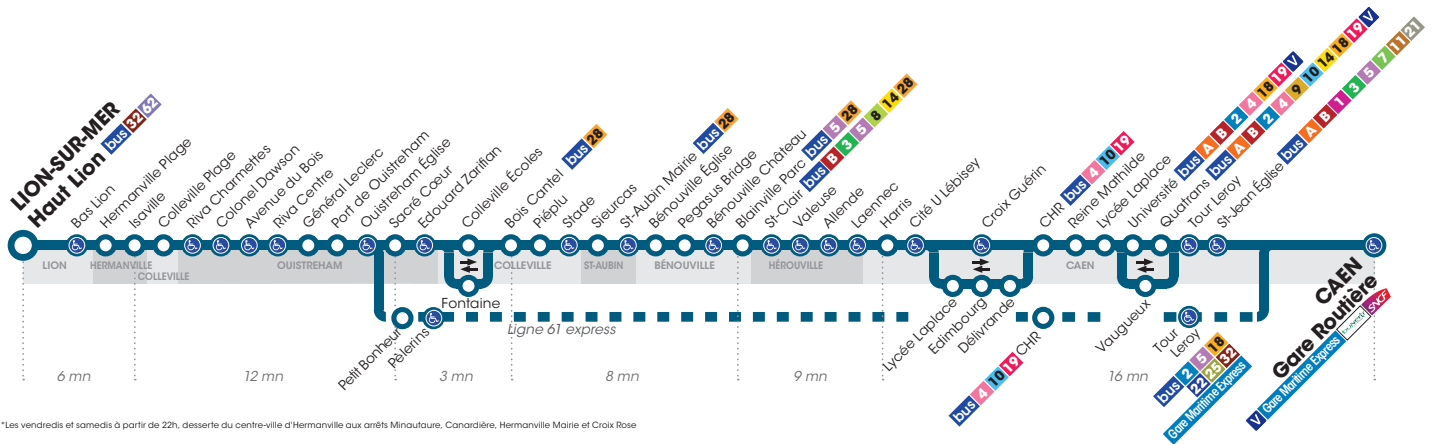 LION-SUR-MER
Haut Lion bus 32 62
Bas Lion
Hermanville Plage
Isaville
Colleville Plage
Riva Charmettes
Colonel Dawson
Avenue du Bois
Riva Centre
Général Leclerc
Port de Ouistreham
Ouistreham Église
Sacré Cœur
Edouard Zarifian
Colleville Écoles
Bois Cantel bus 28
Piéplu
Stade
Sieurcas
St-Aubin Mairie bus 28
Bénouville Église
Pegasus Bridge
Bénouville Château
Blainville Parc bus 5 28
St-Clair bus B 3 5 8 14 28
Valeuse
Allende
Laennec
Harris
Cité U Lébisey
Croix Guérin
CHR bus 4 10 19
Reine Mathilde
Lycée Laplace
Université bus A B 2 4 18 19 V
Quatrans bus A B 2 4 9 10 14 18 19 V
Tour Leroy
St-Jean Église bus A B 1 3 5 7 11 21
LION
HERMANVILLE
COLLEVILLE
OUISTREHAM
COLLEVILLE
ST-AUBIN
BÉNOUVILLE
HÉROUVILLE
CAEN
Fontaine
Petit Bonheur
Pèlerins
Ligne 61 express
Lycée Laplace
Edimbourg
Délivrande
bus 4 10 19 CHR
Vaugueux
Tour
Leroy
bus 2 5 18
22 25 32
Gare Maritime Express
CAEN
Gare Routière
V Gare Maritime Express
SNCF
6 mn
12 mn
3 mn
8 mn
9 mn
16 mn
*Les vendredis et samedis à partir de 22h, desserte du centre-ville d'Hermanville aux arrêts Minautaure, Canardière, Hermanville Mairie et Croix Rose